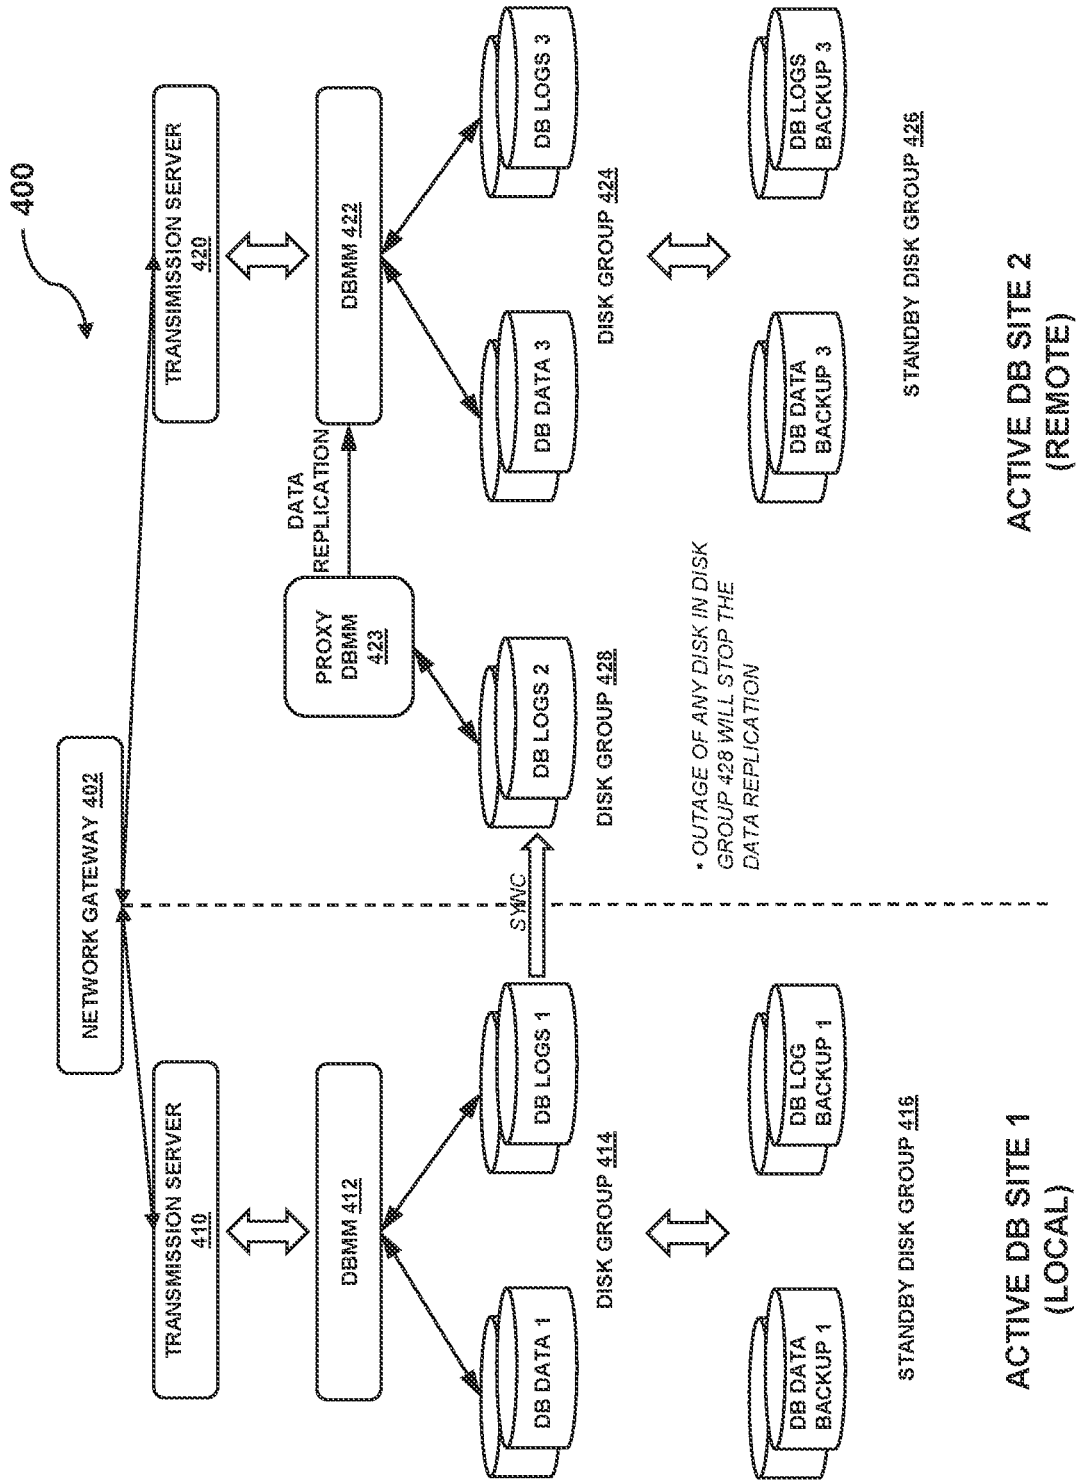 400
NETWORK GATEWAY 402
TRANSMISSION SERVER
410
TRANSIMISSION SERVER
420
DBMM 412
PROXY
DBMM
423
DATA
REPLICATION
DBMM 422
DB DATA 1
DB LOGS 1
SYNC
DB LOGS 2
DB DATA 3
DB LOGS 3
DISK GROUP 414
DISK GROUP 428
DISK GROUP 424
* OUTAGE OF ANY DISK IN DISK
GROUP 428 WILL STOP THE
DATA REPLICATION
DB DATA
BACKUP 1
DB LOG
BACKUP 1
DB DATA
BACKUP 3
DB LOGS
BACKUP 3
STANDBY DISK GROUP 416
STANDBY DISK GROUP 426
ACTIVE DB SITE 1
(LOCAL)
ACTIVE DB SITE 2
(REMOTE)